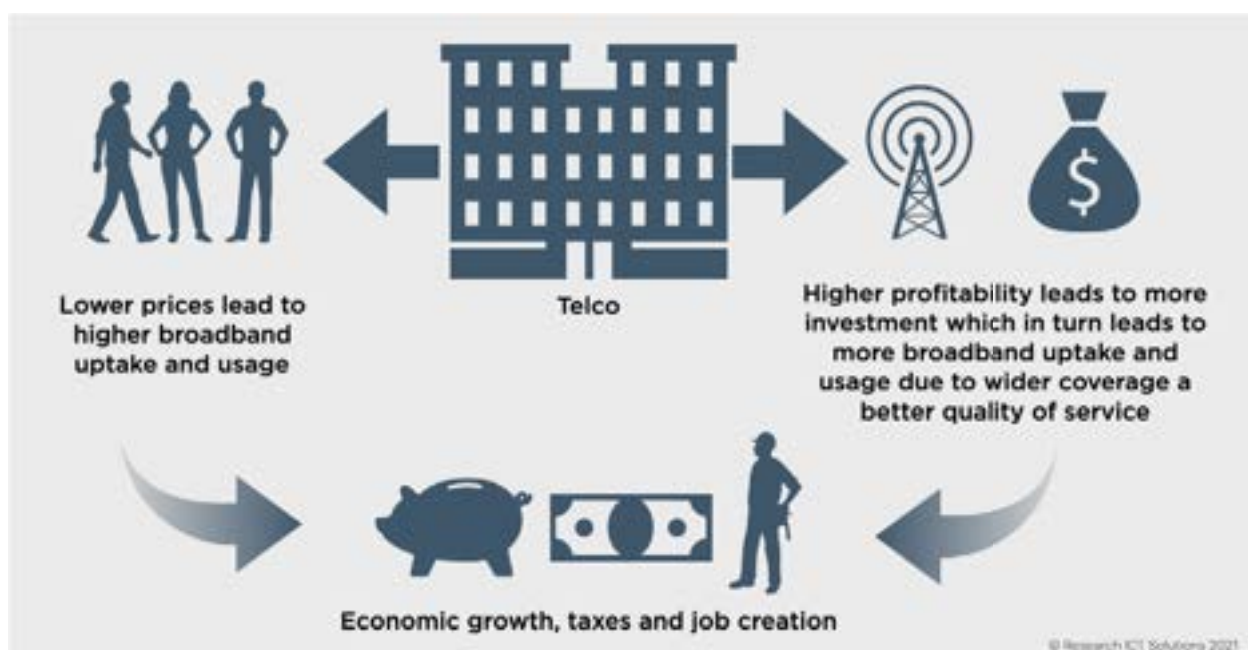 Lower prices lead to
higher broadband
uptake and usage
Telco
Higher profitability leads to more
investment which in turn leads to
more broadband uptake and
usage due to wider coverage a
better quality of service
$
Economic growth, taxes and job creation
© Research ICT Solutions 2021